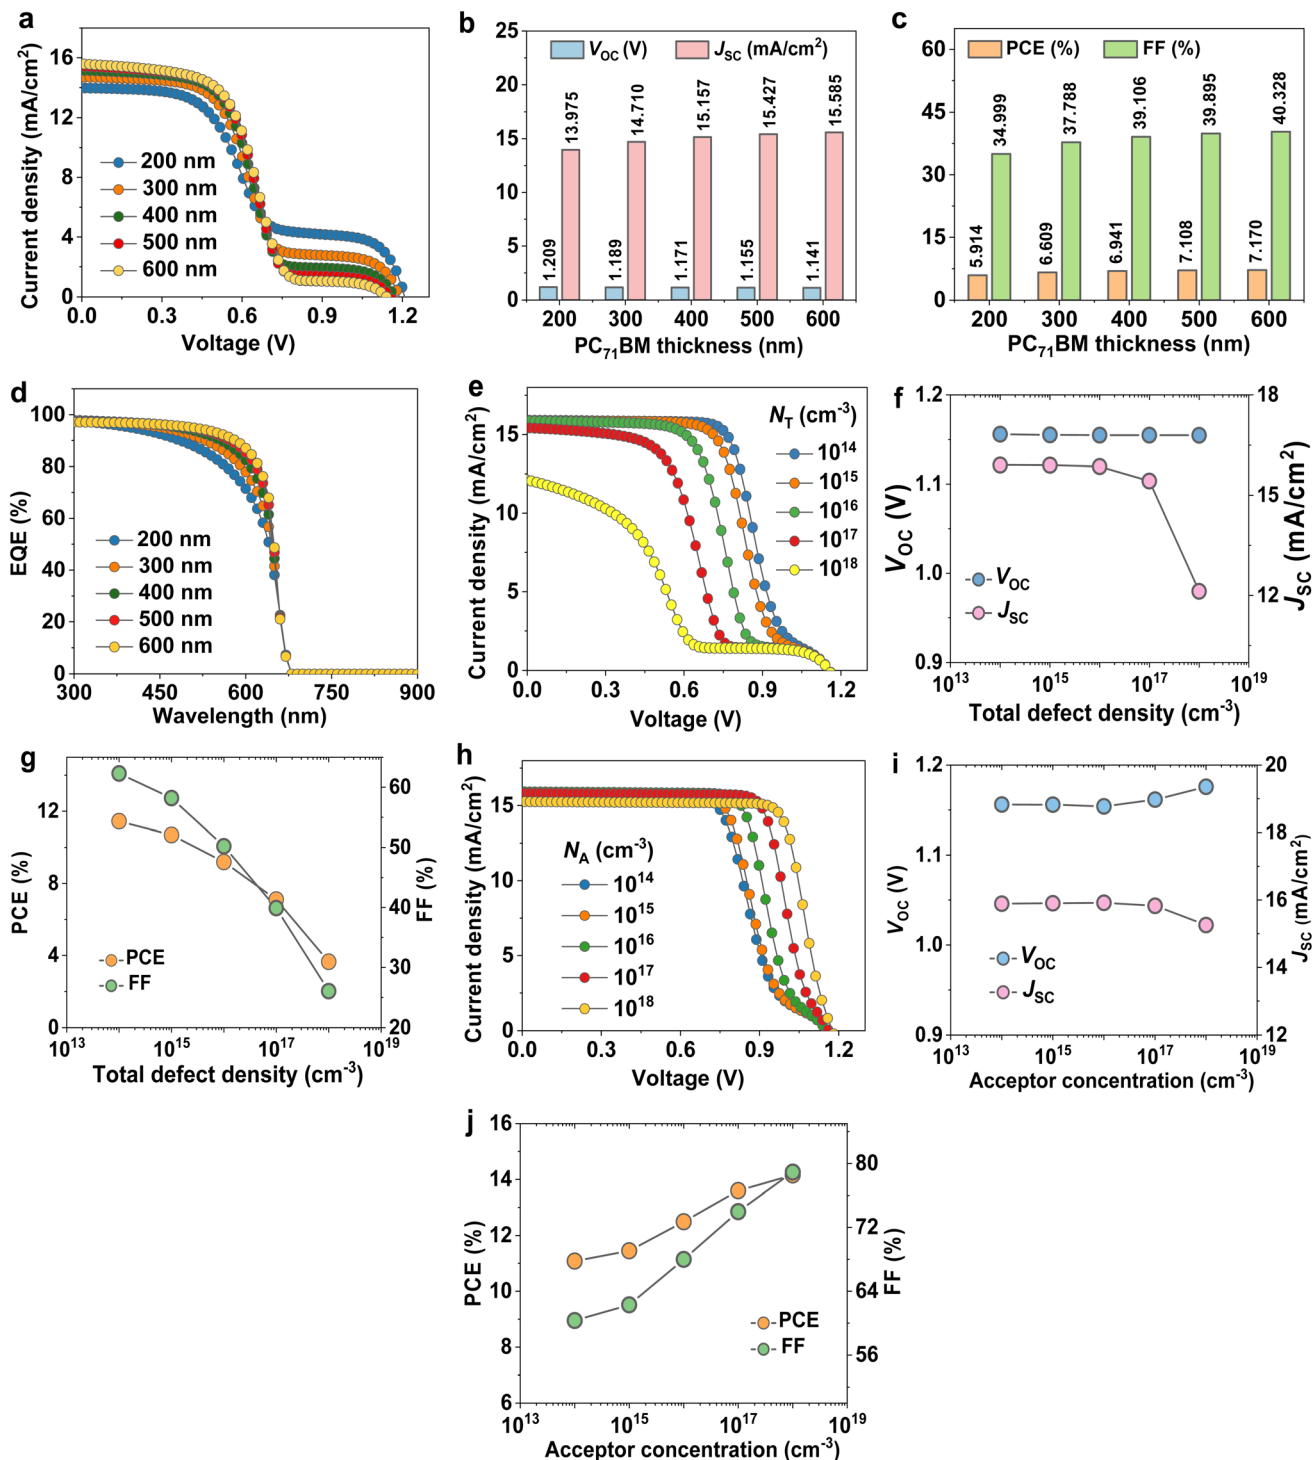 a
Current density (mA/cm²)
16
12
8
4
0
200 nm
300 nm
400 nm
500 nm
600 nm
0.0 0.3 0.6 0.9 1.2
Voltage (V)
b
25
20
15
10
5
0
V_OC (V) J_SC (mA/cm²)
1.209 13.975 1.189 14.710 1.171 15.157 1.155 15.427 1.141 15.585
200 300 400 500 600
PC₇₁BM thickness (nm)
c
60
45
30
15
0
PCE (%) FF (%)
5.914 34.999 6.609 37.788 6.941 39.106 7.108 39.895 7.170 40.328
200 300 400 500 600
PC₇₁BM thickness (nm)
d
EQE (%)
100
80
60
40
20
0
200 nm
300 nm
400 nm
500 nm
600 nm
300 450 600 750 900
Wavelength (nm)
e
Current density (mA/cm²)
15
10
5
0
N_T (cm⁻³)
10¹⁴
10¹⁵
10¹⁶
10¹⁷
10¹⁸
0.0 0.3 0.6 0.9 1.2
Voltage (V)
f
V_OC (V)
1.2
1.1
1.0
0.9
V_OC
J_SC
18
15
12
J_SC (mA/cm²)
10¹³ 10¹⁵ 10¹⁷ 10¹⁹
Total defect density (cm⁻³)
g
PCE (%)
12
8
4
0
PCE
FF
60
50
40
30
20
FF (%)
10¹³ 10¹⁵ 10¹⁷ 10¹⁹
Total defect density (cm⁻³)
h
Current density (mA/cm²)
15
10
5
0
N_A (cm⁻³)
10¹⁴
10¹⁵
10¹⁶
10¹⁷
10¹⁸
0.0 0.3 0.6 0.9 1.2
Voltage (V)
i
V_OC (V)
1.2
1.1
1.0
0.9
V_OC
J_SC
20
18
16
14
12
J_SC (mA/cm²)
10¹³ 10¹⁵ 10¹⁷ 10¹⁹
Acceptor concentration (cm⁻³)
j
PCE (%)
16
14
12
10
8
6
PCE
FF
80
72
64
56
FF (%)
10¹³ 10¹⁵ 10¹⁷ 10¹⁹
Acceptor concentration (cm⁻³)